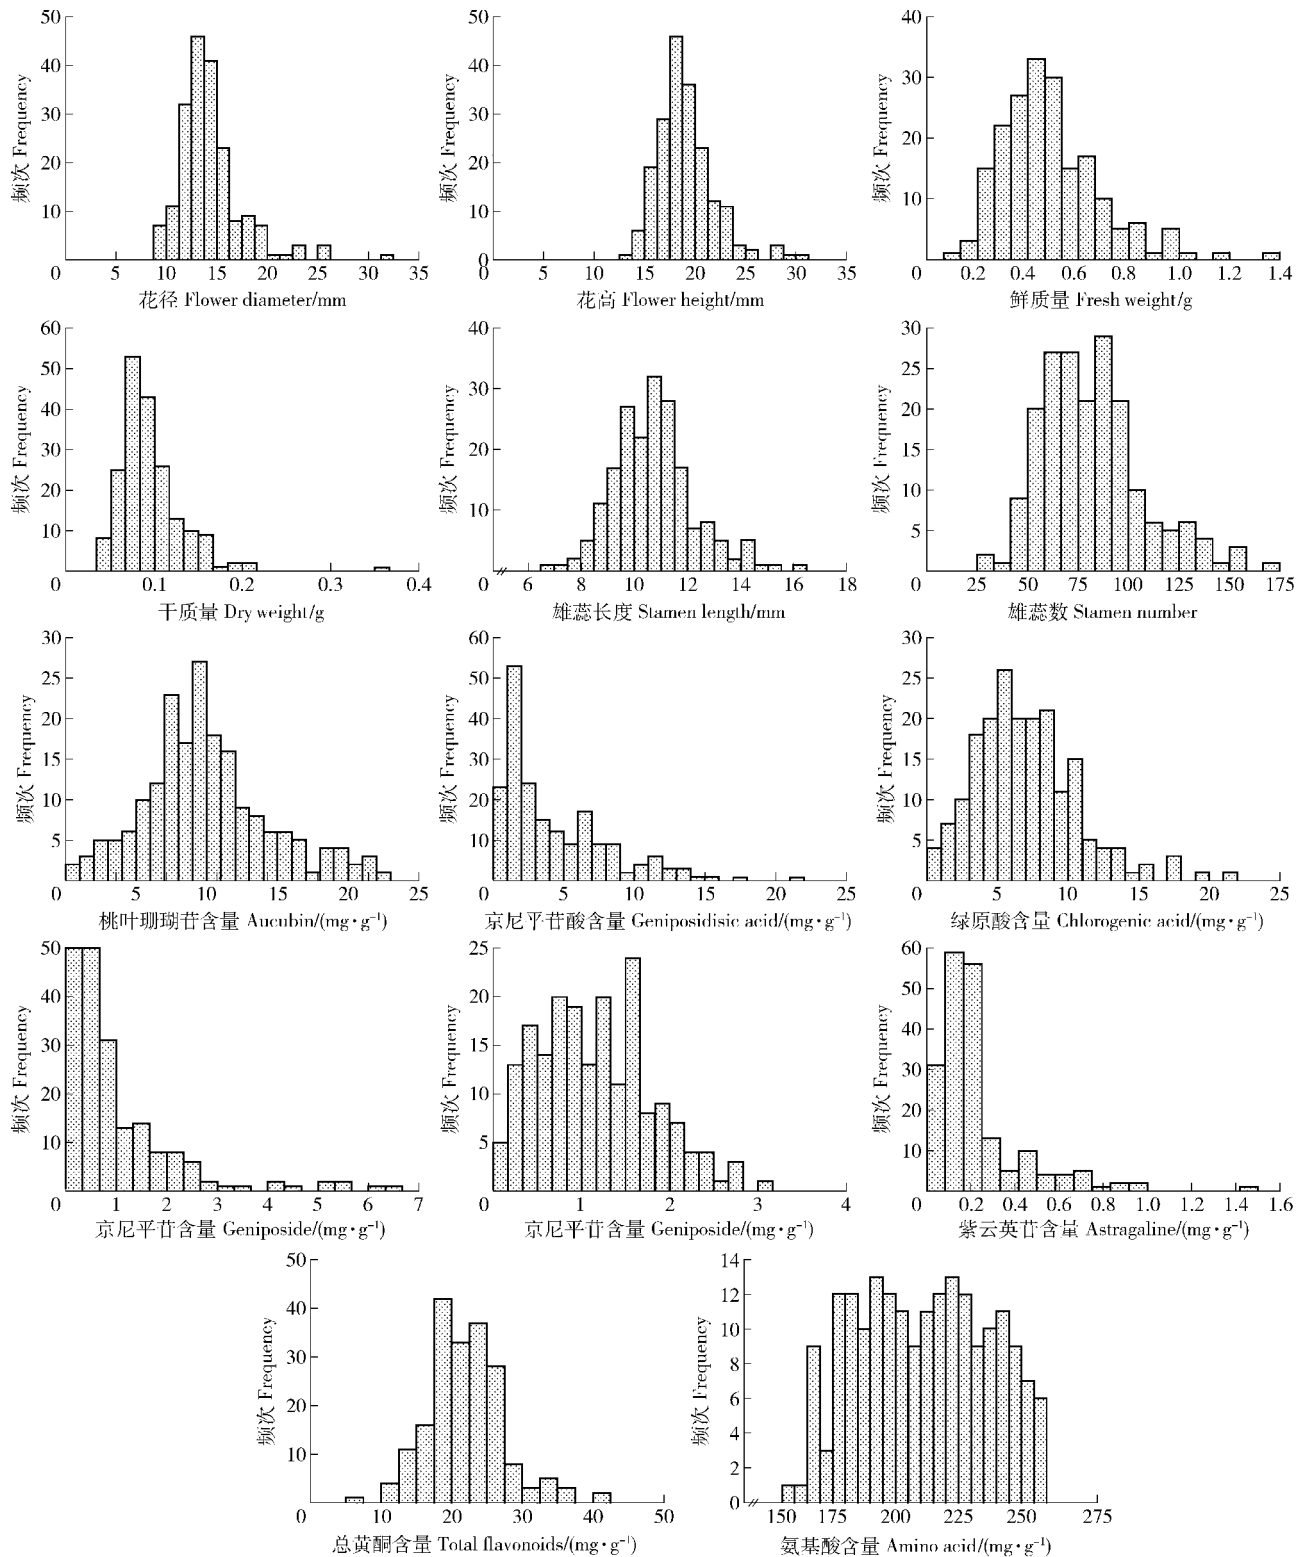 频次 Frequency
50
40
30
20
10
0 5 10 15 20 25 30 35
花径 Flower diameter/mm
频次 Frequency
50
40
30
20
10
0 5 10 15 20 25 30 35
花高 Flower height/mm
频次 Frequency
40
30
20
10
0 0.2 0.4 0.6 0.8 1.0 1.2 1.4
鲜质量 Fresh weight/g
频次 Frequency
60
50
40
30
20
10
0 0.1 0.2 0.3 0.4
干质量 Dry weight/g
频次 Frequency
40
30
20
10
0 6 8 10 12 14 16 18
雄蕊长度 Stamen length/mm
频次 Frequency
30
25
20
15
10
5
0 25 50 75 100 125 150 175
雄蕊数 Stamen number
频次 Frequency
30
25
20
15
10
5
0 5 10 15 20 25
桃叶珊瑚苷含量 Aucubin/(mg·g⁻¹)
频次 Frequency
60
50
40
30
20
10
0 5 10 15 20 25
京尼平苷酸含量 Geniposidisic acid/(mg·g⁻¹)
频次 Frequency
30
25
20
15
10
5
0 5 10 15 20 25
绿原酸含量 Chlorogenic acid/(mg·g⁻¹)
频次 Frequency
50
40
30
20
10
0 1 2 3 4 5 6 7
京尼平苷含量 Geniposide/(mg·g⁻¹)
频次 Frequency
25
20
15
10
5
0 1 2 3 4
京尼平苷含量 Geniposide/(mg·g⁻¹)
频次 Frequency
60
50
40
30
20
10
0 0.2 0.4 0.6 0.8 1.0 1.2 1.4 1.6
紫云英苷含量 Astragaline/(mg·g⁻¹)
频次 Frequency
50
40
30
20
10
0 10 20 30 40 50
总黄酮含量 Total flavonoids/(mg·g⁻¹)
频次 Frequency
14
12
10
8
6
4
2
0
150 175 200 225 250 275
氨基酸含量 Amino acid/(mg·g⁻¹)